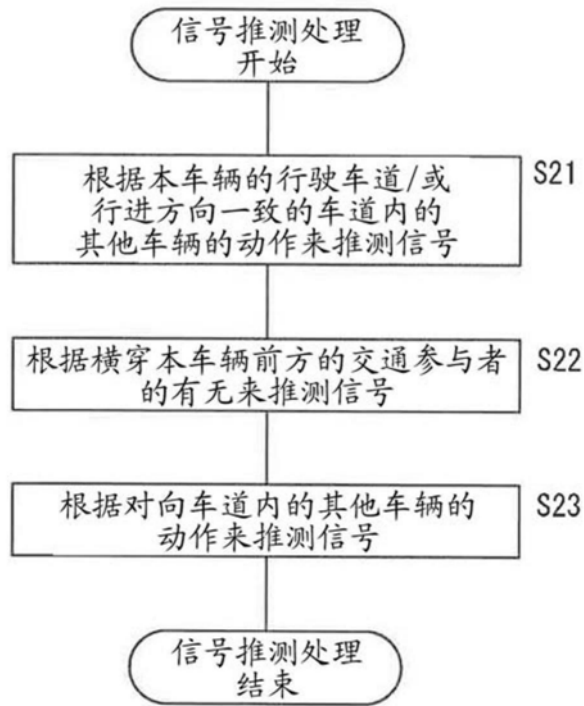 信号推测处理
开始
根据本车辆的行驶车道/或
行进方向一致的车道内的
其他车辆的动作来推测信号
S21
根据横穿本车辆前方的交通参与者
的有无来推测信号
S22
根据对向车道内的其他车辆的
动作来推测信号
S23
信号推测处理
结束